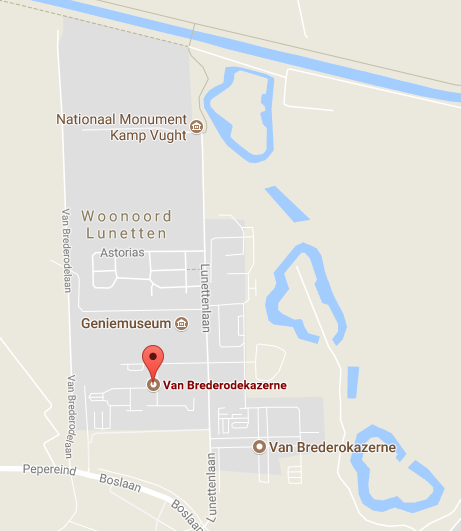 Nationaal Monument
Kamp Vught
Woonoord
Lunetten
Astorias
Van Brederodelaan
Lunettenlaan
Geniemuseum
Van Brederodekazerne
Van Brederodelaan
Van Brederokazerne
Pepereind
Boslaan
Lunettenlaan
Boslaan